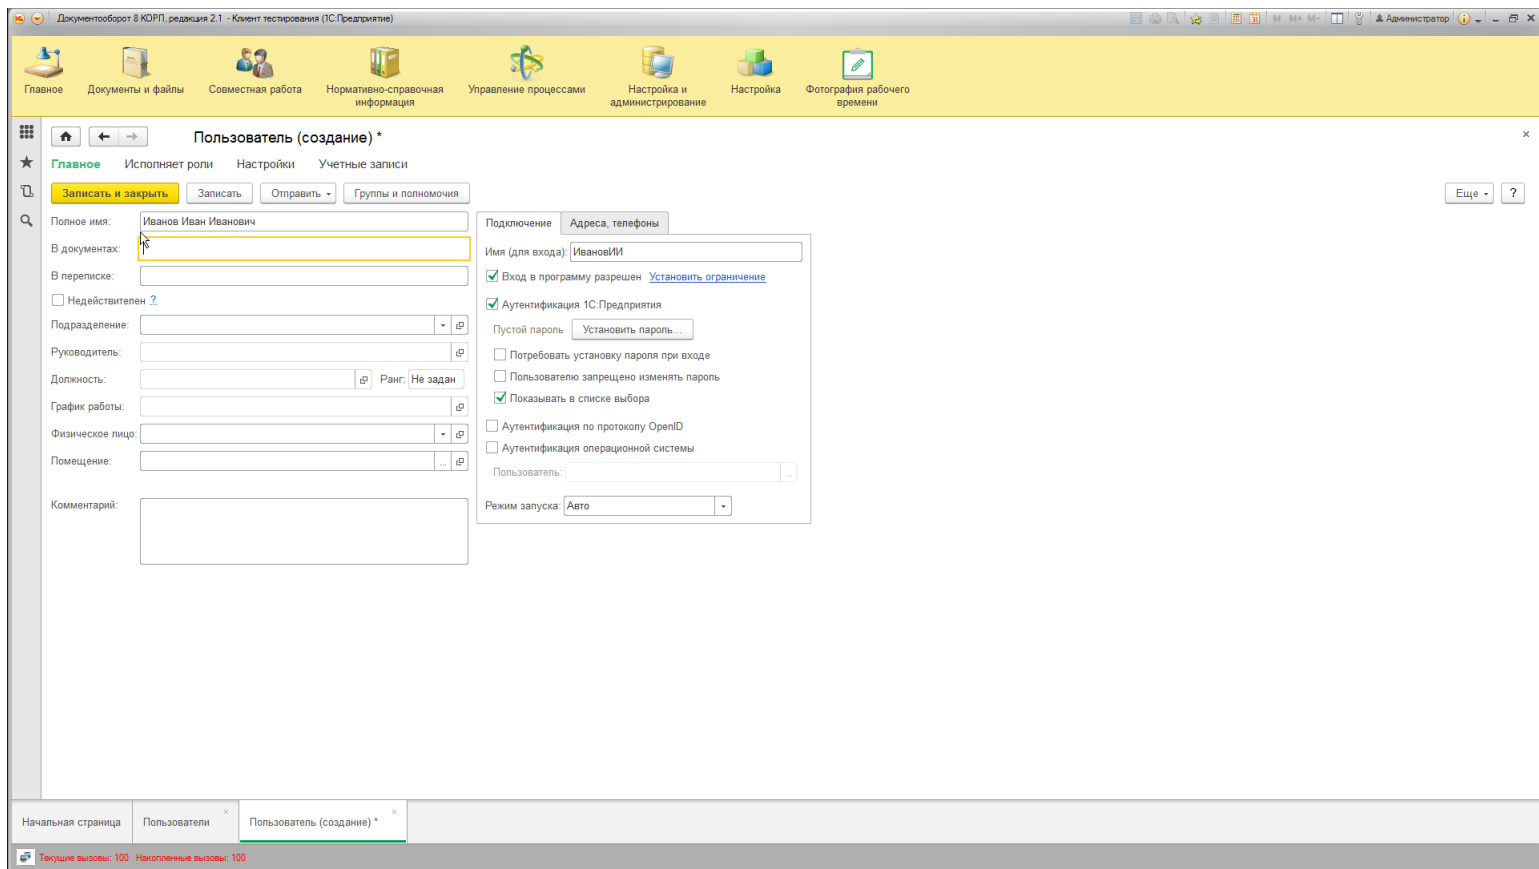 Документооборот 8 КОРП, редакция 2.1 - Клиент тестирования (1С:Предприятие)
M M+ M- Администратор
Главное Документы и файлы Совместная работа Нормативно-справочная информация Управление процессами Настройка и администрирование Настройка Фотография рабочего времени
Пользователь (создание) *
Главное Исполняет роли Настройки Учетные записи
Записать и закрыть Записать Отправить Группы и полномочия Еще ?
Полное имя: Иванов Иван Иванович
В документах:
В переписке:
Недействителен ?
Подразделение:
Руководитель:
Должность: Ранг: Не задан
График работы:
Физическое лицо:
Помещение:
Комментарий:
Подключение Адреса, телефоны
Имя (для входа): ИвановИИ
Вход в программу разрешен Установить ограничение
Аутентификация 1С:Предприятия
Пустой пароль Установить пароль...
Потребовать установку пароля при входе
Пользователю запрещено изменять пароль
Показывать в списке выбора
Аутентификация по протоколу OpenID
Аутентификация операционной системы
Пользователь: ...
Режим запуска: Авто
Начальная страница Пользователи Пользователь (создание) *
Текущие вызовы: 100 Накопленные вызовы: 100